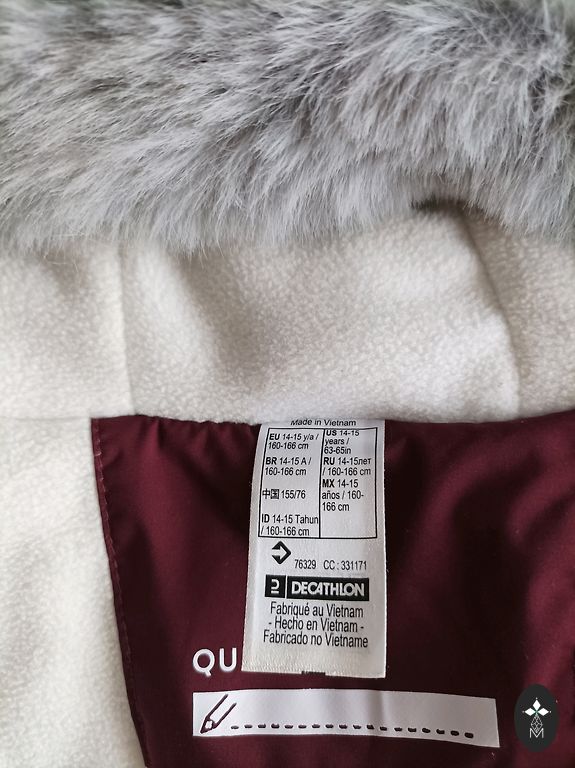 Made in Vietnam
EU 14-15 y/a /
160-166 cm
US 14-15
years /
63-65in
BR 14-15 A /
160-166 cm
RU 14-15лет
/ 160-166 cm
中国 155/76
MX 14-15
años / 160-
166 cm
ID 14-15 Tahun
/ 160-166 cm
76329 CC : 331171
DECATHLON
Fabriqué au Vietnam
- Hecho en Vietnam -
Fabricado no Vietname
QU
M